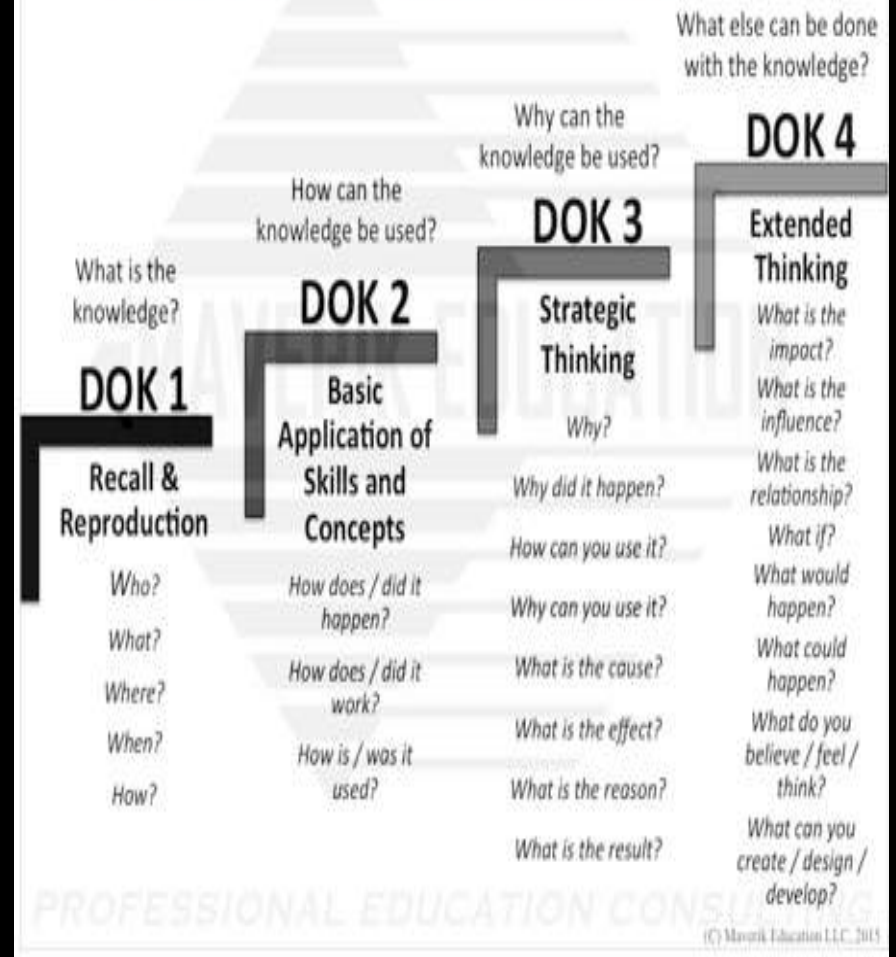 What is the
knowledge?
DOK 1
Recall &
Reproduction
Who?
What?
Where?
When?
How?
How can the
knowledge be used?
DOK 2
Basic
Application of
Skills and
Concepts
How does / did it
happen?
How does / did it
work?
How is / was it
used?
Why can the
knowledge be used?
DOK 3
Strategic
Thinking
Why?
Why did it happen?
How can you use it?
Why can you use it?
What is the cause?
What is the effect?
What is the reason?
What is the result?
What else can be done
with the knowledge?
DOK 4
Extended
Thinking
What is the
impact?
What is the
influence?
What is the
relationship?
What if?
What would
happen?
What could
happen?
What do you
believe / feel /
think?
What can you
create / design /
develop?
MAVERIK EDUCATION
PROFESSIONAL EDUCATION CONSULTING
(C) Maverik Education LLC, 2015